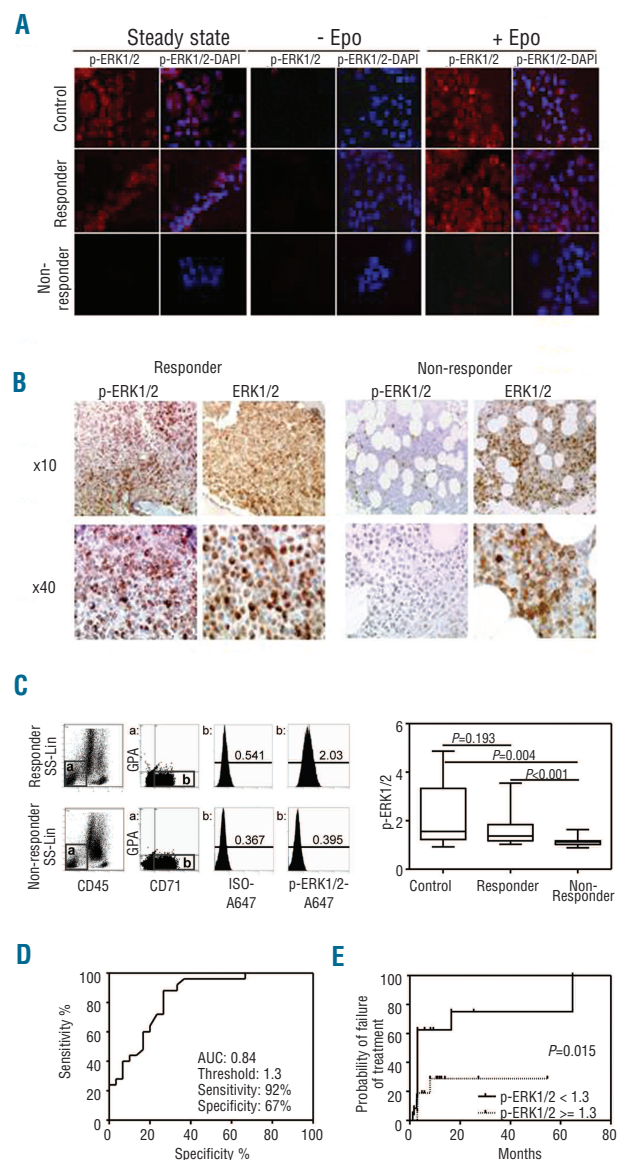 A
Steady state - Epo + Epo
p-ERK1/2 p-ERK1/2-DAPI p-ERK1/2 p-ERK1/2-DAPI p-ERK1/2 p-ERK1/2-DAPI
Control
Responder
Non-
responder
B
Responder Non-responder
p-ERK1/2 ERK1/2 p-ERK1/2 ERK1/2
x10
x40
C
Responder
SS-Lin
a
a:
GPA
b
b:
0.541
b:
2.03
Non-responder
SS-Lin
a
a:
GPA
b
b:
0.367
b:
0.395
CD45 CD71 ISO-
A647
p-ERK1/2-
A647
p-ERK1/2
6
4
2
0
P=0.193
P=0.004
P<0.001
Control Responder Non-
Responder
D
Sensitivity %
100
80
60
40
20
0 20 40 60 80 100
Specificity %
AUC: 0.84
Threshold: 1.3
Sensitivity: 92%
Specificity: 67%
E
Probability of failure
of treatment
100
80
60
40
20
0
0 20 40 60 80
Months
P=0.015
p-ERK1/2 < 1.3
p-ERK1/2 >= 1.3